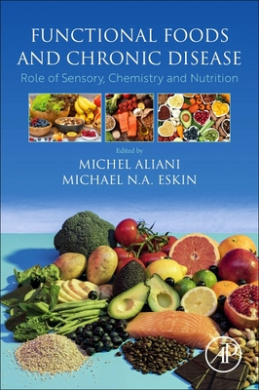 FUNCTIONAL FOODS
AND CHRONIC DISEASE
Role of Sensory, Chemistry and Nutrition
Edited by
MICHEL ALIANI
MICHAEL N.A. ESKIN